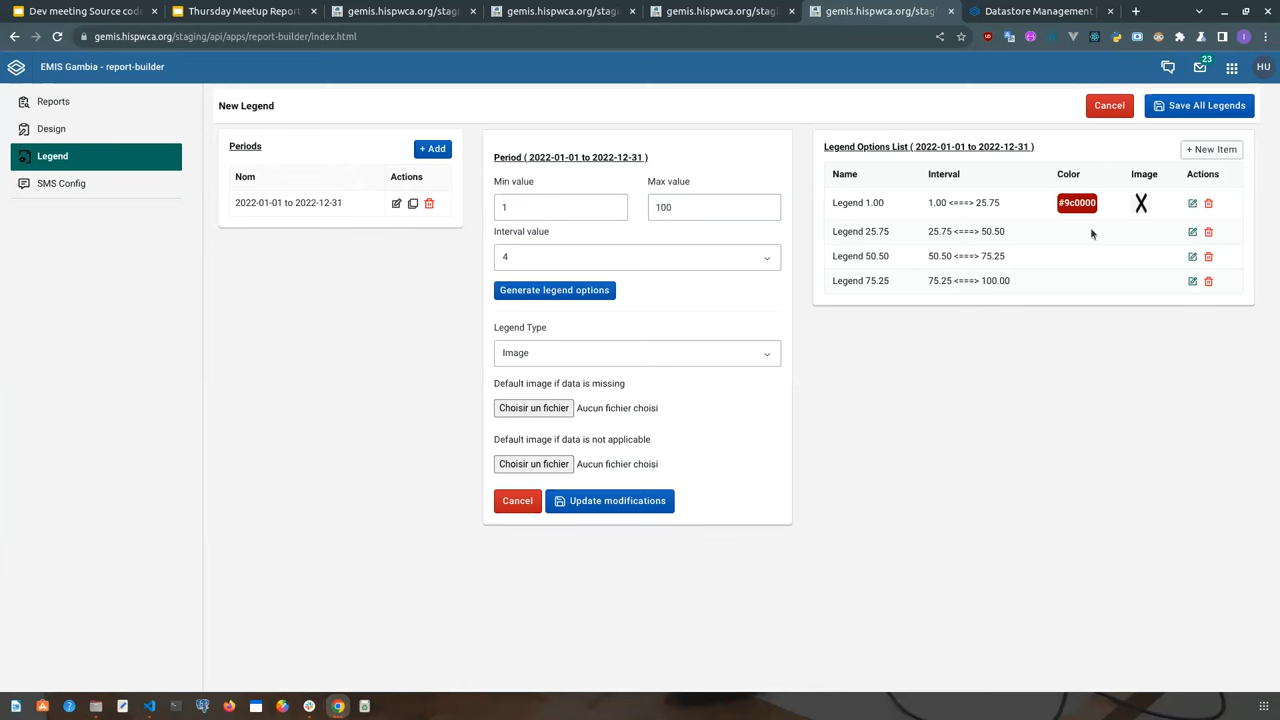 Dev meeting Source cod
Thursday Meetup Report
gemis.hispwca.org/stagi
gemis.hispwca.org/stagi
gemis.hispwca.org/stagi
gemis.hispwca.org/stagi
Datastore Management
gemis.hispwca.org/staging/api/apps/report-builder/index.html
EMIS Gambia - report-builder
23
HU
Reports
Design
Legend
SMS Config
New Legend
Cancel
Save All Legends
Periods
+ Add
Nom Actions
2022-01-01 to 2022-12-31
Period ( 2022-01-01 to 2022-12-31 )
Min value Max value
1 100
Interval value
4
Generate legend options
Legend Type
Image
Default image if data is missing
Choisir un fichier Aucun fichier choisi
Default image if data is not applicable
Choisir un fichier Aucun fichier choisi
Cancel Update modifications
Legend Options List ( 2022-01-01 to 2022-12-31 )
+ New Item
Name Interval Color Image Actions
Legend 1.00 1.00 <===> 25.75 #9c0000 X
Legend 25.75 25.75 <===> 50.50
Legend 50.50 50.50 <===> 75.25
Legend 75.25 75.25 <===> 100.00